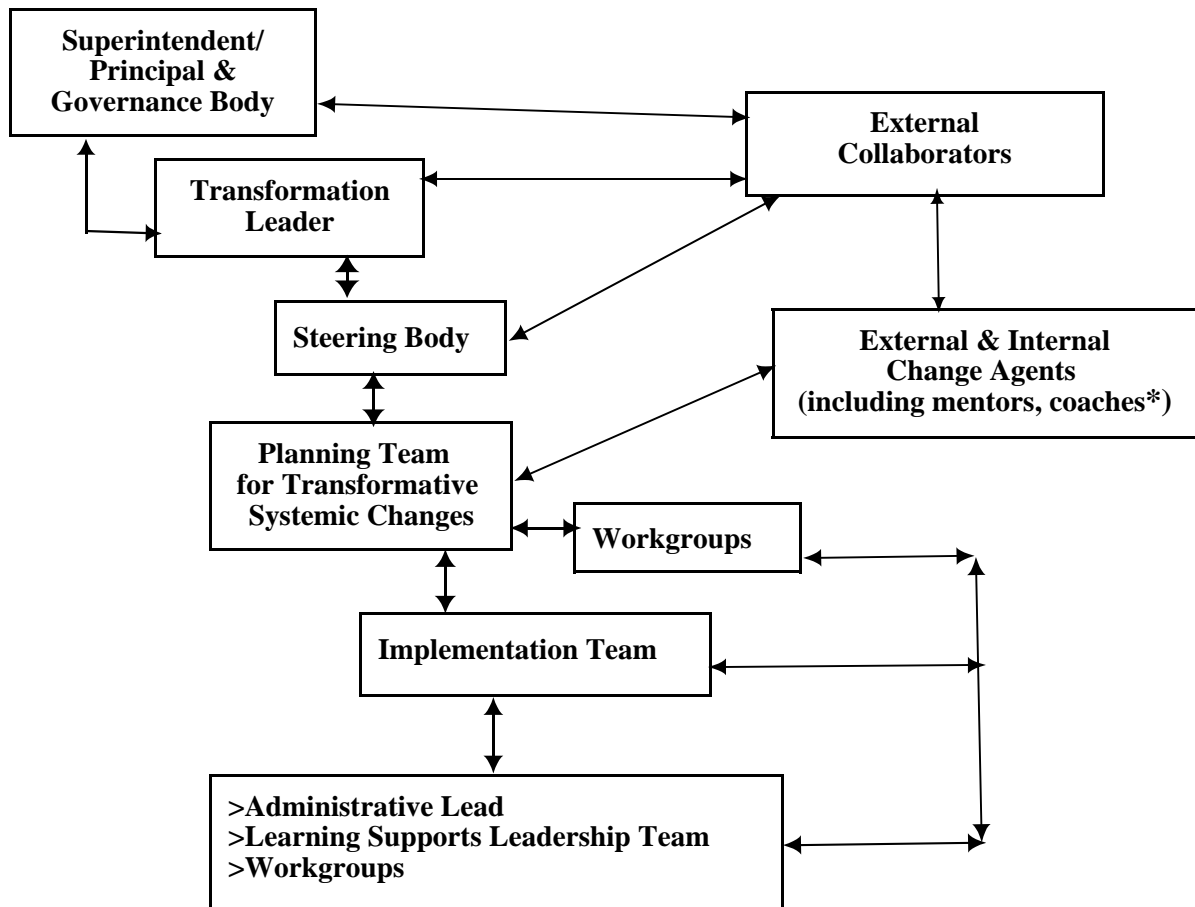 Superintendent/
Principal &
Governance Body
External
Collaborators
Transformation
Leader
Steering Body
External & Internal
Change Agents
(including mentors, coaches*)
Planning Team
for Transformative
Systemic Changes
Workgroups
Implementation Team
>Administrative Lead
>Learning Supports Leadership Team
>Workgroups